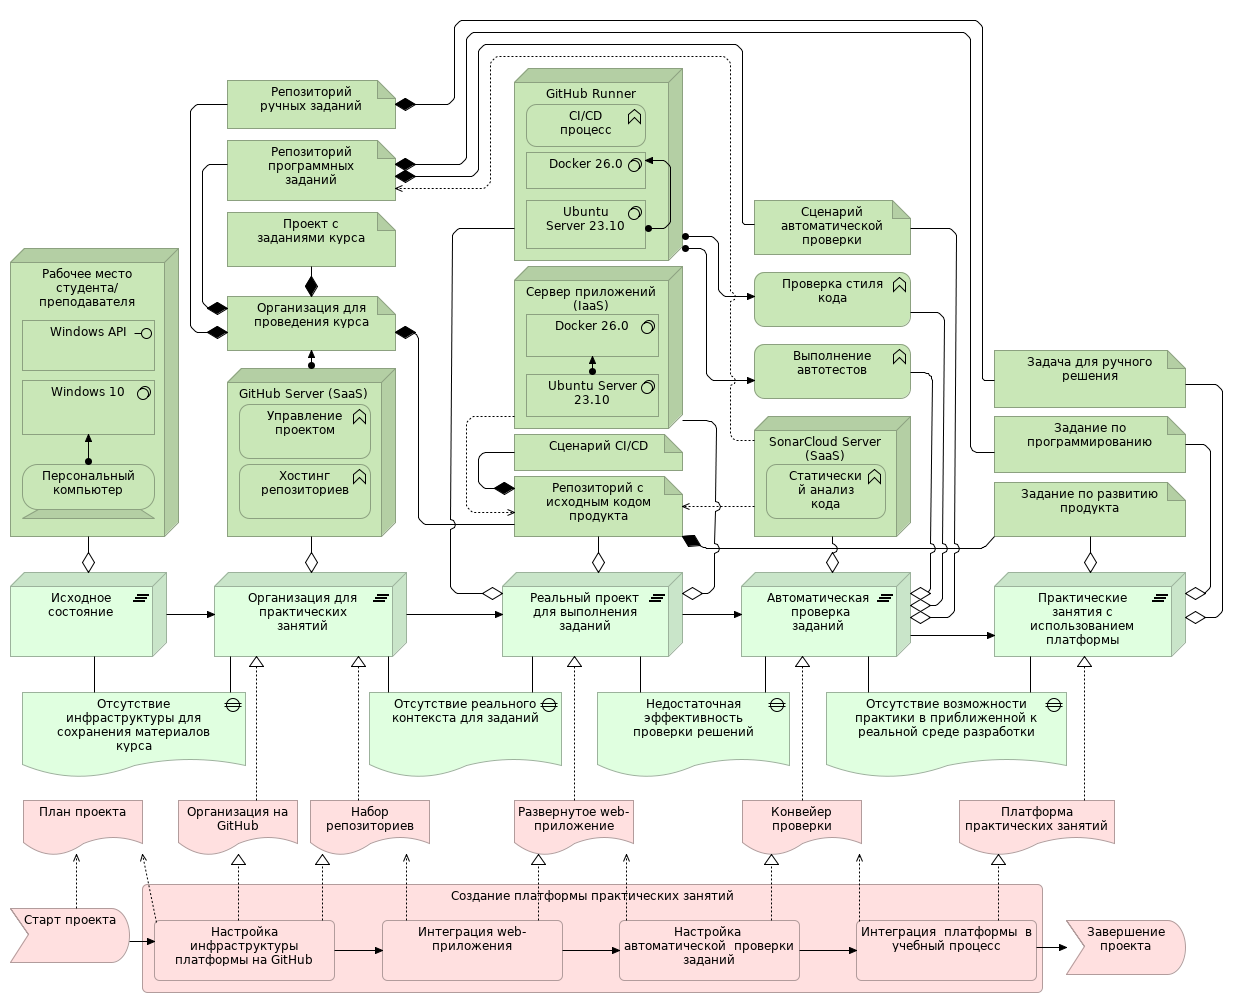 Репозиторий
ручных заданий
Репозиторий
программных
заданий
Проект с
заданиями курса
Организация для
проведения курса
Рабочее место
студента/
преподавателя
Windows API
Windows 10
Персональный
компьютер
GitHub Server (SaaS)
Управление
проектом
Хостинг
репозиториев
GitHub Runner
CI/CD
процесс
Docker 26.0
Ubuntu
Server 23.10
Сервер приложений
(IaaS)
Docker 26.0
Ubuntu Server
23.10
Сценарий CI/CD
Репозиторий с
исходным кодом
продукта
Сценарий
автоматической
проверки
Проверка стиля
кода
Выполнение
автотестов
SonarCloud Server
(SaaS)
Статически
й анализ
кода
Задача для ручного
решения
Задание по
программированию
Задание по развитию
продукта
Исходное
состояние
Организация для
практических
занятий
Реальный проект
для выполнения
заданий
Автоматическая
проверка
заданий
Практические
занятия с
использованием
платформы
Отсутствие
инфраструктуры для
сохранения материалов
курса
Отсутствие реального
контекста для заданий
Недостаточная
эффективность
проверки решений
Отсутствие возможности
практики в приближенной к
реальной среде разработки
План проекта
Организация на
GitHub
Набор
репозиториев
Развернутое web-
приложение
Конвейер
проверки
Платформа
практических занятий
Создание платформы практических занятий
Старт проекта
Настройка
инфраструктуры
платформы на GitHub
Интеграция web-
приложения
Настройка
автоматической проверки
заданий
Интеграция платформы в
учебный процесс
Завершение
проекта